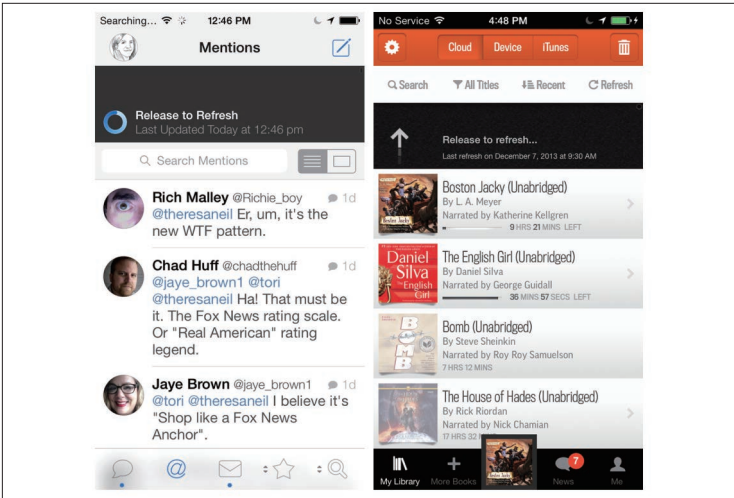 Searching...
12:46 PM
Mentions
Release to Refresh
Last Updated Today at 12:46 pm
Search Mentions
Rich Malley @Richie_boy 1d
@theresaneil Er, um, it's the
new WTF pattern.
Chad Huff @chadthehuff 1d
@jaye_brown1 @tori
@theresaneil Ha! That must be
it. The Fox News rating scale.
Or "Real American" rating
legend.
Jaye Brown @jaye_brown1 1d
@tori @theresaneil I believe it's
"Shop like a Fox News
Anchor".
@
No Service
4:48 PM
Cloud Device iTunes
Search All Titles Recent Refresh
Release to refresh...
Last refresh on December 7, 2013 at 9:30 AM
Boston Jacky (Unabridged)
By L. A. Meyer
Narrated by Katherine Kellgren
9 HRS 21 MINS LEFT
Boston Jacky
Daniel
Silva
The English
Girl
The English Girl (Unabridged)
By Daniel Silva
Narrated by George Guidall
36 MINS 57 SECS LEFT
BOMB
Bomb (Unabridged)
By Steve Sheinkin
Narrated by Roy Roy Samuelson
7 HRS 12 MINS
The House of Hades (Unabridged)
By Rick Riordan
Narrated by Nick Chamian
17 HRS 32
7
My Library More Books News Me